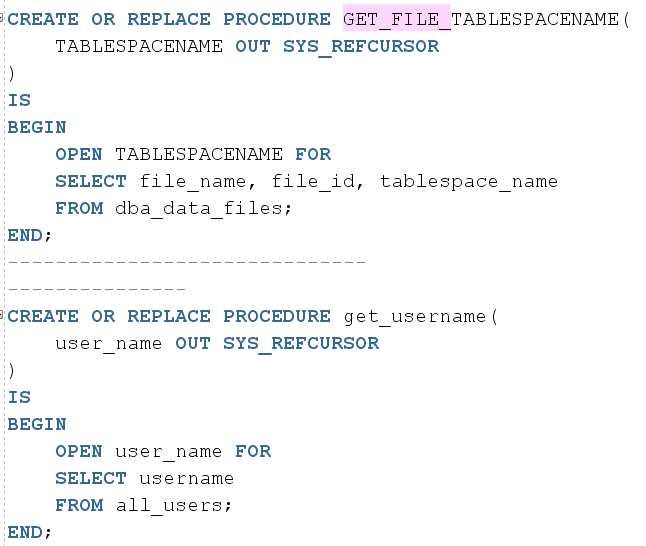 CREATE OR REPLACE PROCEDURE GET_FILE_TABLESPACENAME(
    TABLESPACENAME OUT SYS_REFCURSOR
)
IS
BEGIN
    OPEN TABLESPACENAME FOR
    SELECT file_name, file_id, tablespace_name
    FROM dba_data_files;
END;
------------------------------
---------------
CREATE OR REPLACE PROCEDURE get_username(
    user_name OUT SYS_REFCURSOR
)
IS
BEGIN
    OPEN user_name FOR
    SELECT username
    FROM all_users;
END;